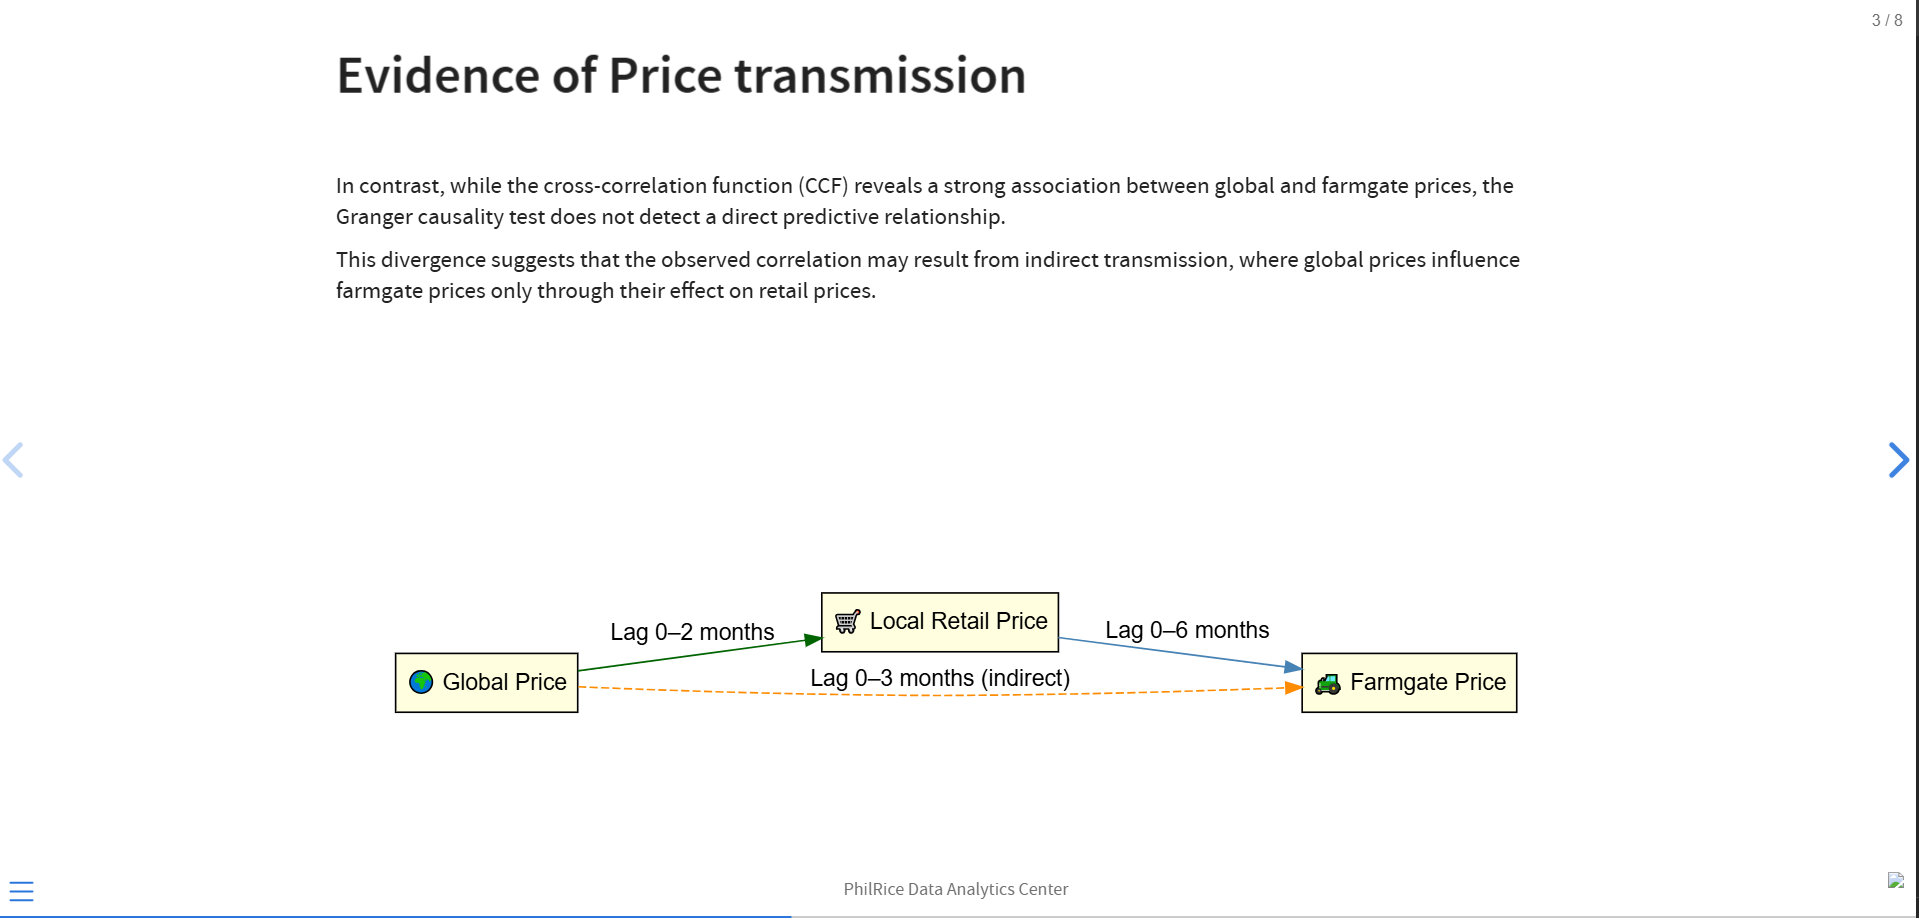 3 / 8
Evidence of Price transmission
In contrast, while the cross-correlation function (CCF) reveals a strong association between global and farmgate prices, the
Granger causality test does not detect a direct predictive relationship.
This divergence suggests that the observed correlation may result from indirect transmission, where global prices influence
farmgate prices only through their effect on retail prices.
Lag 0–2 months
Local Retail Price
Lag 0–6 months
Global Price
Lag 0–3 months (indirect)
Farmgate Price
PhilRice Data Analytics Center